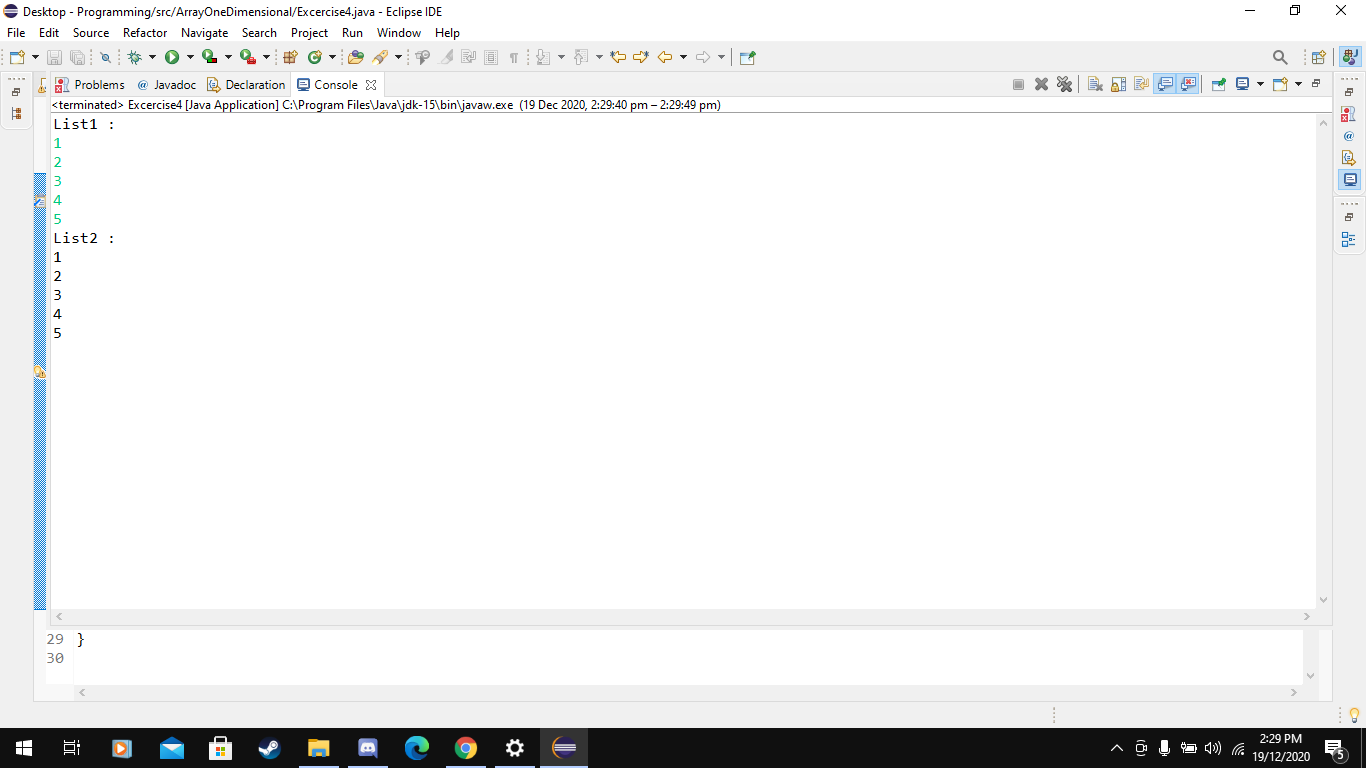 Desktop - Programming/src/ArrayOneDimensional/Excercise4.java - Eclipse IDE
File Edit Source Refactor Navigate Search Project Run Window Help
Problems @ Javadoc Declaration Console
<terminated> Excercise4 [Java Application] C:\Program Files\Java\jdk-15\bin\javaw.exe (19 Dec 2020, 2:29:40 pm – 2:29:49 pm)
List1 :
1
2
3
4
5
List2 :
1
2
3
4
5
29 }
30
2:29 PM
19/12/2020
5